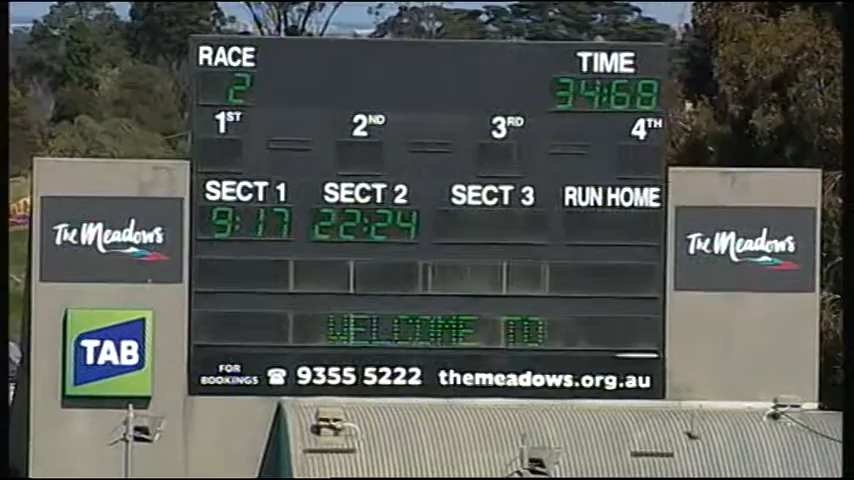 RACE TIME
2 34:68
1ST 2ND 3RD 4TH
SECT 1 SECT 2 SECT 3 RUN HOME
9:17 22:24
The Meadows The Meadows
WELCOME TO
TAB
FOR BOOKINGS ☎ 9355 5222 themeadows.org.au